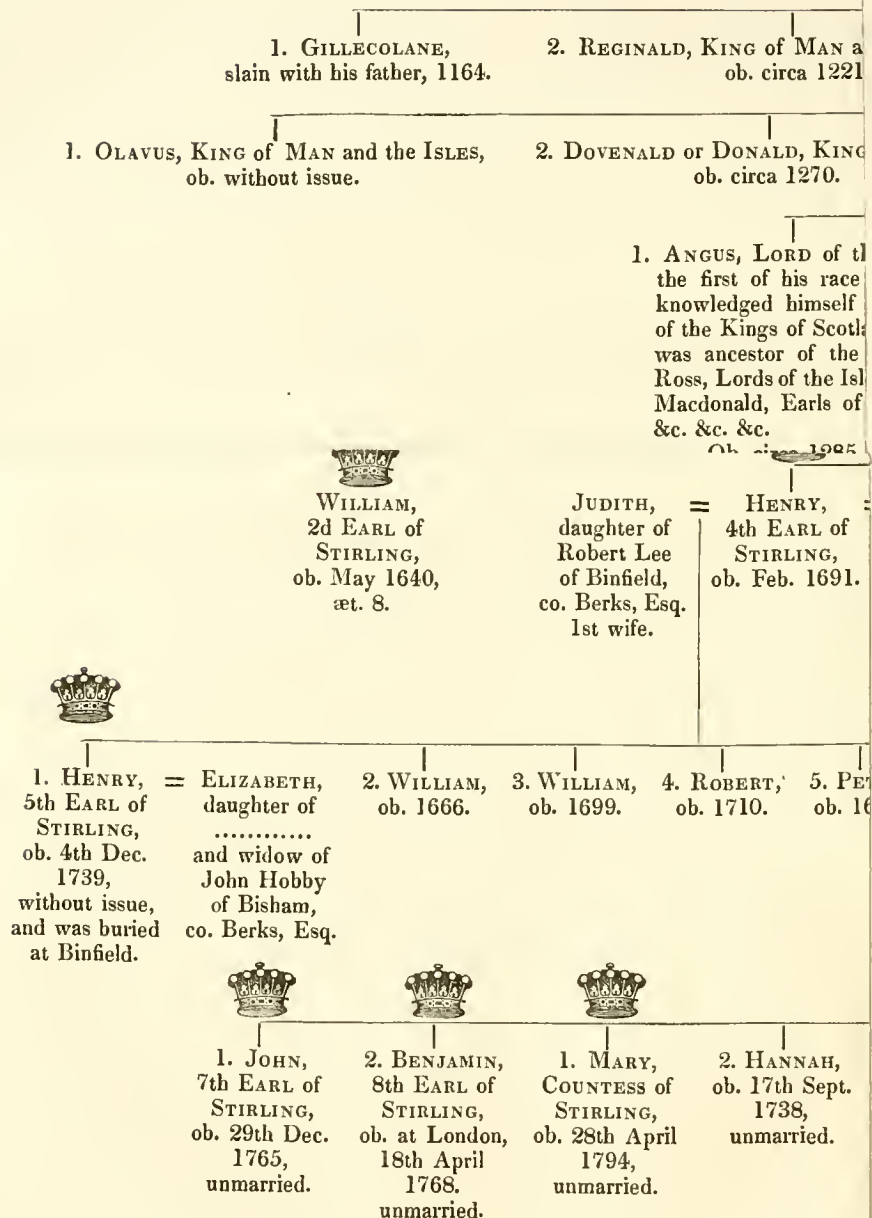 1. GILLECOLANE,
slain with his father, 1164.
2. REGINALD, KING of MAN a
ob. circa 1221
1. OLAVUS, KING of MAN and the ISLES,
ob. without issue.
2. DOVENALD or DONALD, KING
ob. circa 1270.
1. ANGUS, LORD of
the first of his race
knowledged himself
of the Kings of
was ancestor of the
Ross, Lords of the
Macdonald, Earls of
&c. &c. &c.
WILLIAM,
2d EARL of
STIRLING,
ob. May 1640,
æt. 8.
JUDITH,
daughter of
Robert Lee
of Binfield,
co. Berks, Esq.
1st wife.
=
HENRY,
4th EARL of
STIRLING,
ob. Feb. 1691.
1. HENRY,
5th EARL of
STIRLING,
ob. 4th Dec.
1739,
without issue,
and was buried
at Binfield.
=
ELIZABETH,
daughter of
............
and widow of
John Hobby
of Bisham,
co. Berks, Esq.
2. WILLIAM,
ob. 1666.
3. WILLIAM,
ob. 1699.
4. ROBERT,
ob. 1710.
5.
ob.
1. JOHN,
7th EARL of
STIRLING,
ob. 29th Dec.
1765,
unmarried.
2. BENJAMIN,
8th EARL of
STIRLING,
ob. at London,
18th April
1768.
unmarried.
1. MARY,
COUNTESS of
STIRLING,
ob. 28th April
1794,
unmarried.
2. HANNAH,
ob. 17th Sept.
1738,
unmarried.